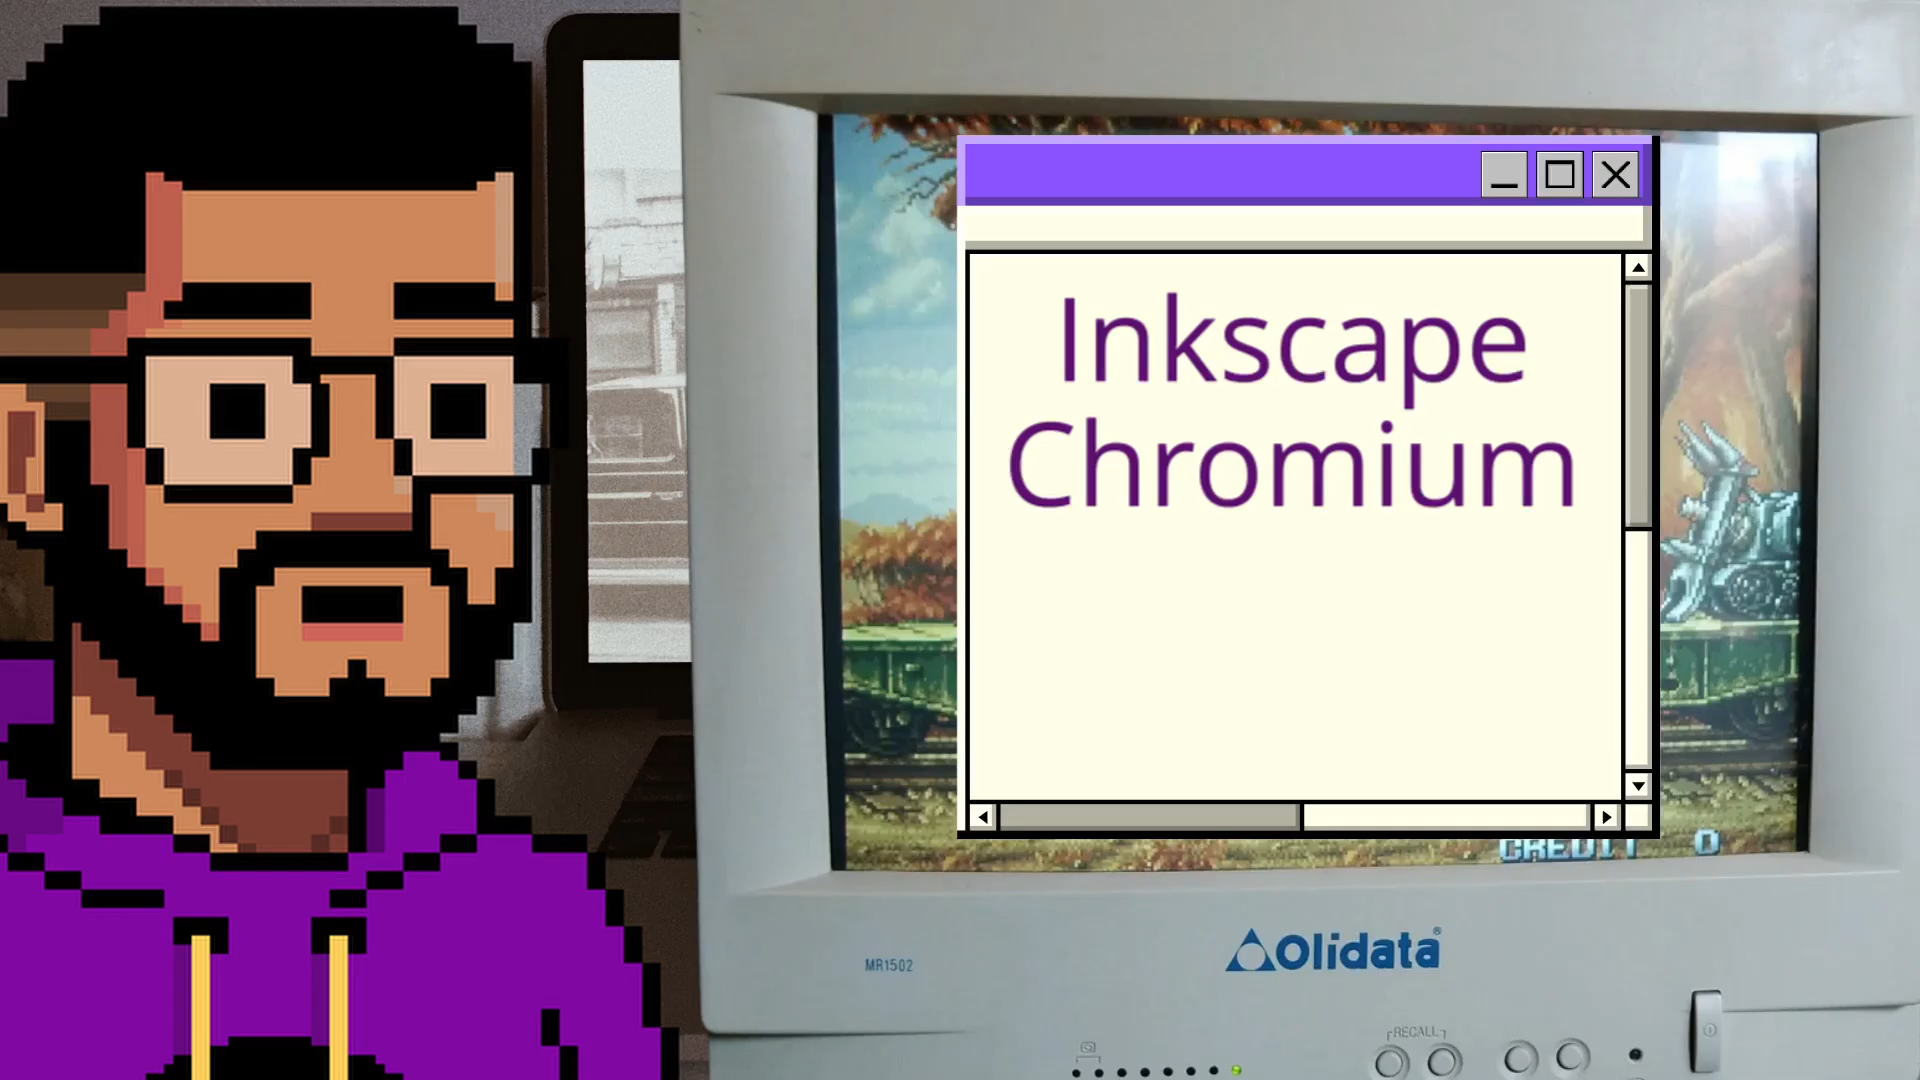 Inkscape
Chromium
CREDIT 0
Olidata®
MR1502
RECALL